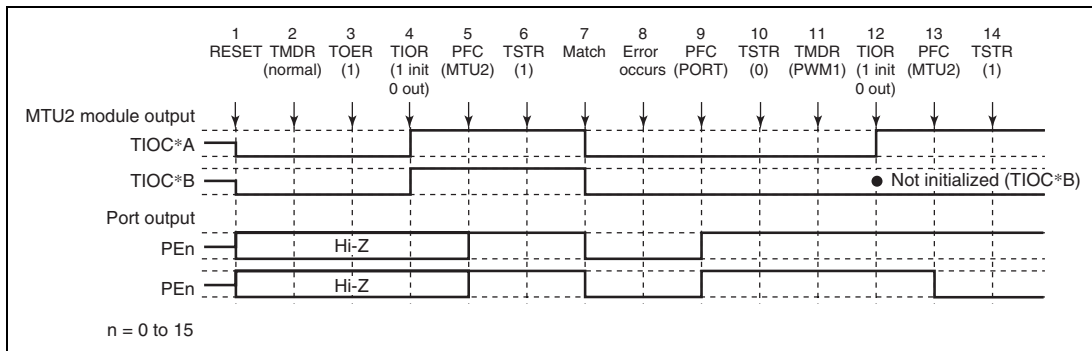 1 2 3 4 5 6 7 8 9 10 11 12 13 14
RESET TMDR TOER TIOR PFC TSTR Match Error PFC TSTR TMDR TIOR PFC TSTR
(normal) (1) (1 init (MTU2) (1) occurs (PORT) (0) (PWM1) (1 init (MTU2) (1)
0 out) 0 out)
MTU2 module output
TIOC*A
TIOC*B
● Not initialized (TIOC*B)
Port output
PEn
Hi-Z
PEn
Hi-Z
n = 0 to 15